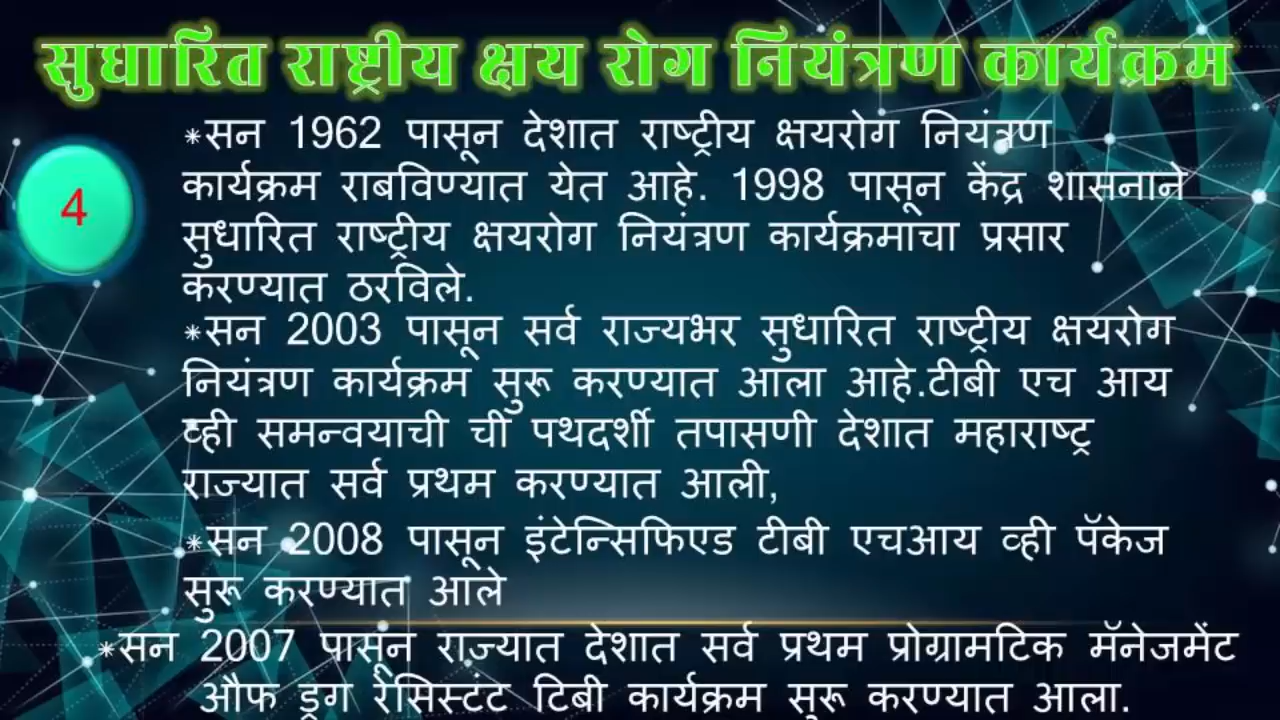 सुधारित राष्ट्रीय क्षय रोग नियंत्रण कार्यक्रम
4
*सन 1962 पासून देशात राष्ट्रीय क्षयरोग नियंत्रण
कार्यक्रम राबविण्यात येत आहे. 1998 पासून केंद्र शासनाने
सुधारित राष्ट्रीय क्षयरोग नियंत्रण कार्यक्रमाचा प्रसार
करण्यात ठरविले.
*सन 2003 पासून सर्व राज्यभर सुधारित राष्ट्रीय क्षयरोग
नियंत्रण कार्यक्रम सुरू करण्यात आला आहे.टीबी एच आय
व्ही समन्वयाची ची पथदर्शी तपासणी देशात महाराष्ट्र
राज्यात सर्व प्रथम करण्यात आली,
*सन 2008 पासून इंटेन्सिफिएड टीबी एचआय व्ही पॅकेज
सुरू करण्यात आले
*सन 2007 पासून राज्यात देशात सर्व प्रथम प्रोग्रामटिक मॅनेजमेंट
औफ ड्रग रेसिस्टंट टिबी कार्यक्रम सुरू करण्यात आला.